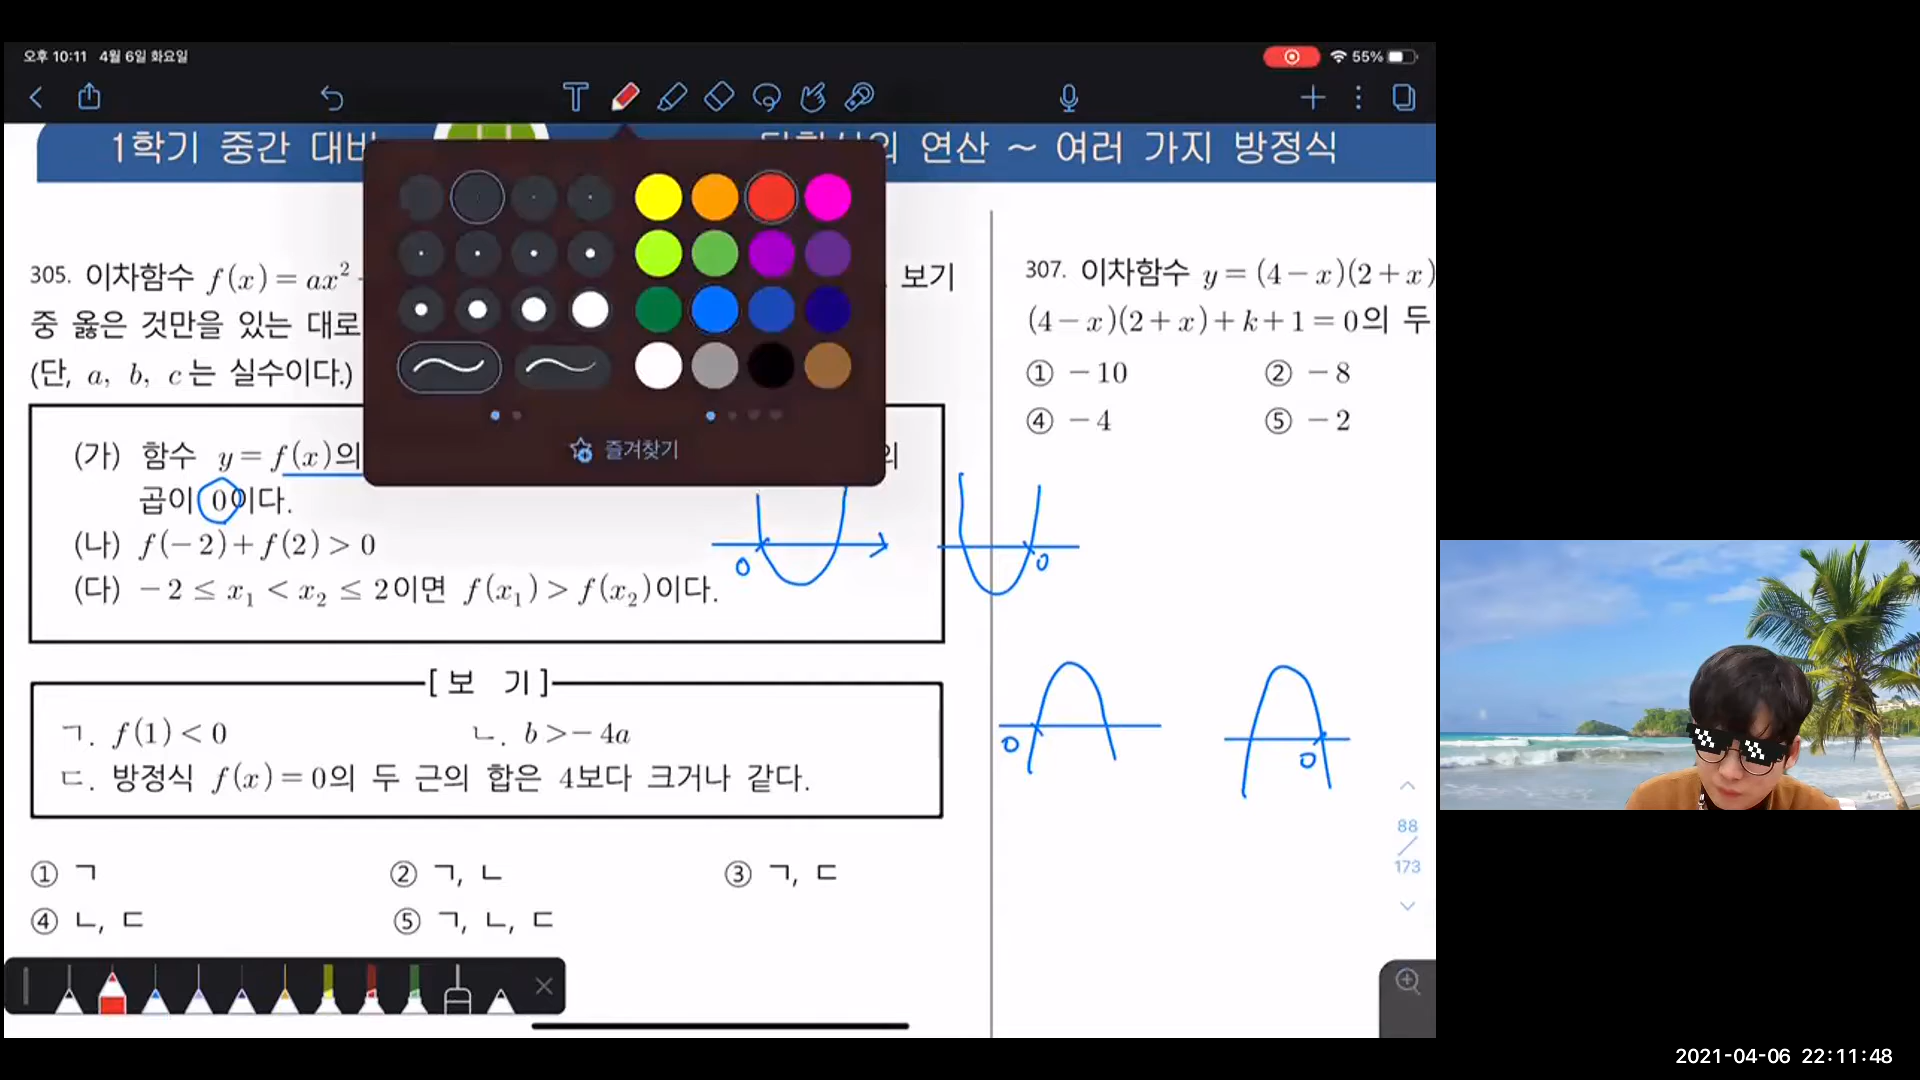 오후 10:11 4월 6일 화요일
55%
1학기 중간 대비
연산 ~ 여러 가지 방정식
305. 이차함수 f(x)=ax²
보기
중 옳은 것만을 있는 대로
(단, a, b, c는 실수이다.)
(가) 함수 y=f(x)의
의
곱이 0이다.
(나) f(-2)+f(2)>0
(다) -2≤x₁<x₂≤2이면 f(x₁)>f(x₂)이다.
[보 기]
ㄱ. f(1)<0 ㄴ. b>-4a
ㄷ. 방정식 f(x)=0의 두 근의 합은 4보다 크거나 같다.
① ㄱ ② ㄱ, ㄴ ③ ㄱ, ㄷ
④ ㄴ, ㄷ ⑤ ㄱ, ㄴ, ㄷ
즐겨찾기
0
0
0
0
307. 이차함수 y=(4-x)(2+x)
(4-x)(2+x)+k+1=0의 두
① -10 ② -8
④ -4 ⑤ -2
88
173
2021-04-06 22:11:48